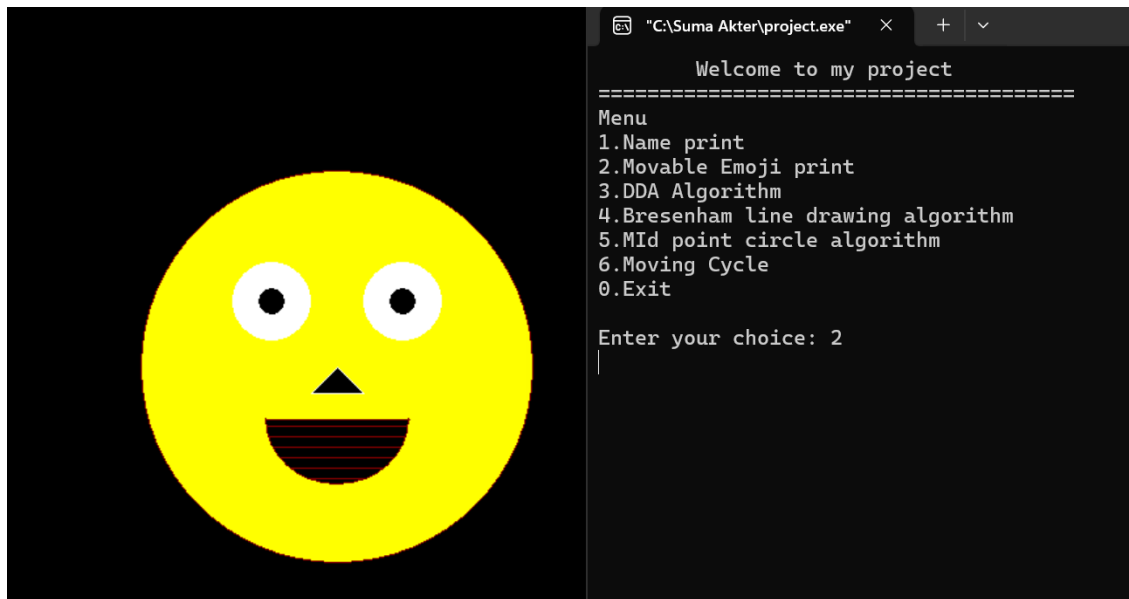 "C:\Suma Akter\project.exe"
Welcome to my project
=======================================
Menu
1.Name print
2.Movable Emoji print
3.DDA Algorithm
4.Bresenham line drawing algorithm
5.MId point circle algorithm
6.Moving Cycle
0.Exit
Enter your choice: 2